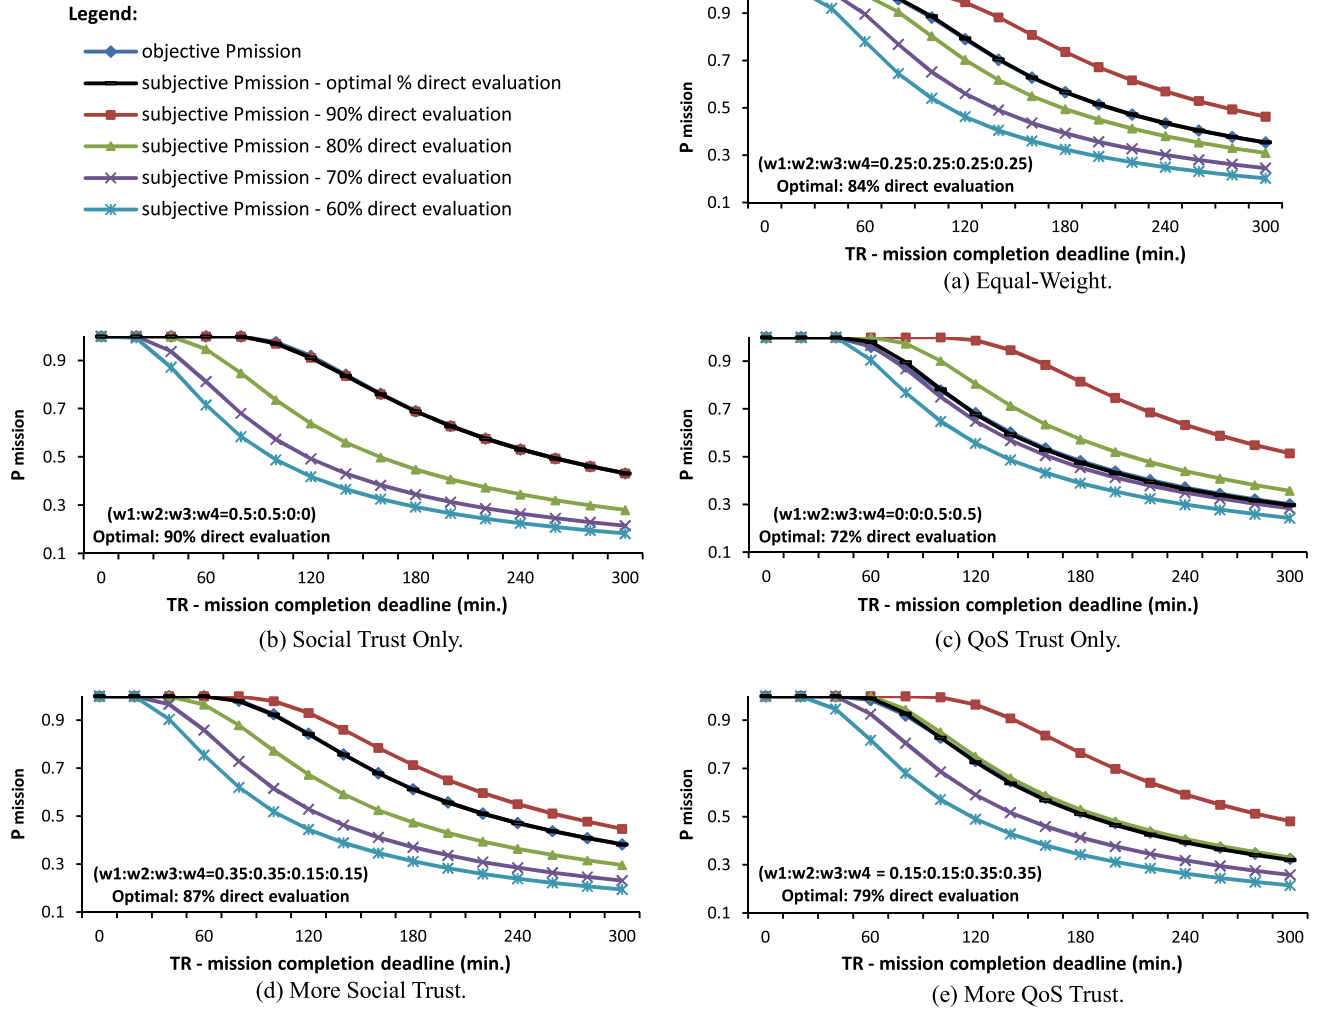 Legend:
objective Pmission
subjective Pmission - optimal % direct evaluation
subjective Pmission - 90% direct evaluation
subjective Pmission - 80% direct evaluation
subjective Pmission - 70% direct evaluation
subjective Pmission - 60% direct evaluation
0.9
0.5
0.3
0.1
P mission
(w1:w2:w3:w4=0.25:0.25:0.25:0.25)
Optimal: 84% direct evaluation
0 60 120 180 240 300
TR - mission completion deadline (min.)
(a) Equal-Weight.
0.9
0.7
0.5
0.3
0.1
P mission
(w1:w2:w3:w4=0.5:0.5:0:0)
Optimal: 90% direct evaluation
0 60 120 180 240 300
TR - mission completion deadline (min.)
(b) Social Trust Only.
0.9
0.7
0.5
0.3
0.1
P mission
(w1:w2:w3:w4=0:0:0.5:0.5)
Optimal: 72% direct evaluation
0 60 120 180 240 300
TR - mission completion deadline (min.)
(c) QoS Trust Only.
0.9
0.7
0.5
0.3
0.1
P mission
(w1:w2:w3:w4=0.35:0.35:0.15:0.15)
Optimal: 87% direct evaluation
0 60 120 180 240 300
TR - mission completion deadline (min.)
(d) More Social Trust.
0.9
0.7
0.5
0.3
0.1
P mission
(w1:w2:w3:w4 = 0.15:0.15:0.35:0.35)
Optimal: 79% direct evaluation
0 60 120 180 240 300
TR - mission completion deadline (min.)
(e) More QoS Trust.